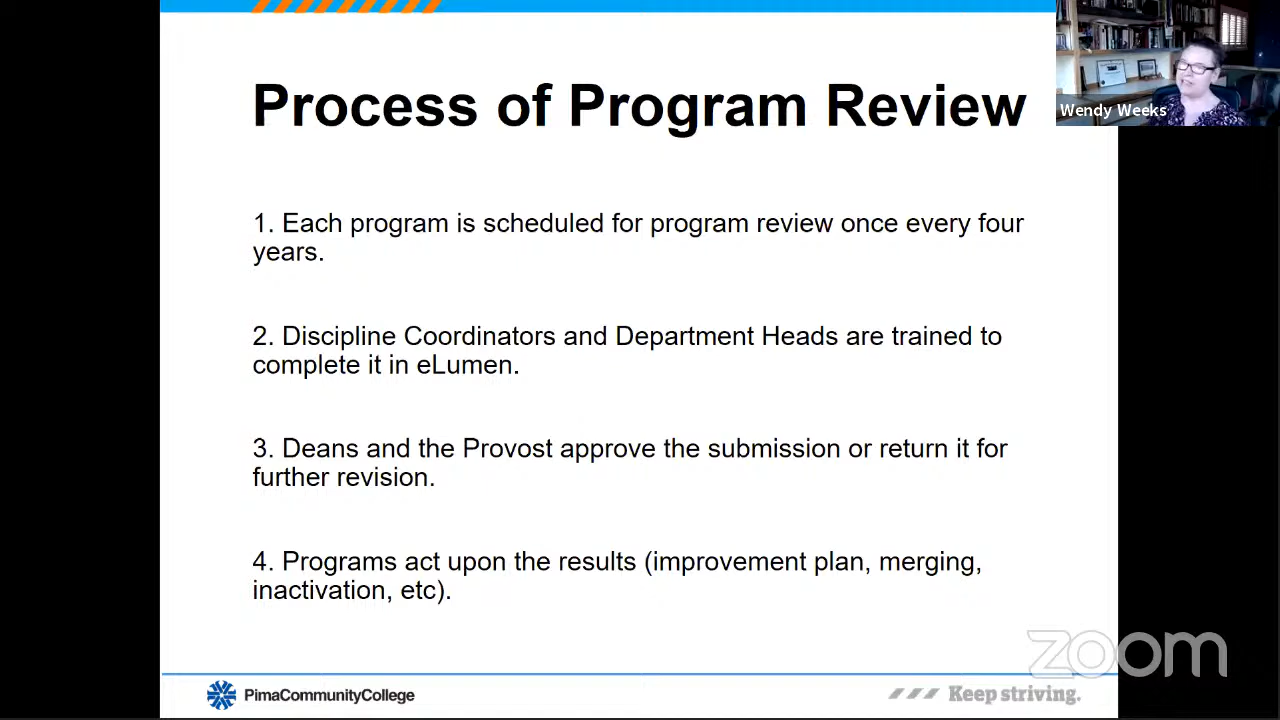 Process of Program Review
Wendy Weeks
1. Each program is scheduled for program review once every four
years.
2. Discipline Coordinators and Department Heads are trained to
complete it in eLumen.
3. Deans and the Provost approve the submission or return it for
further revision.
4. Programs act upon the results (improvement plan, merging,
inactivation, etc).
zoom
PimaCommunityCollege
Keep striving.